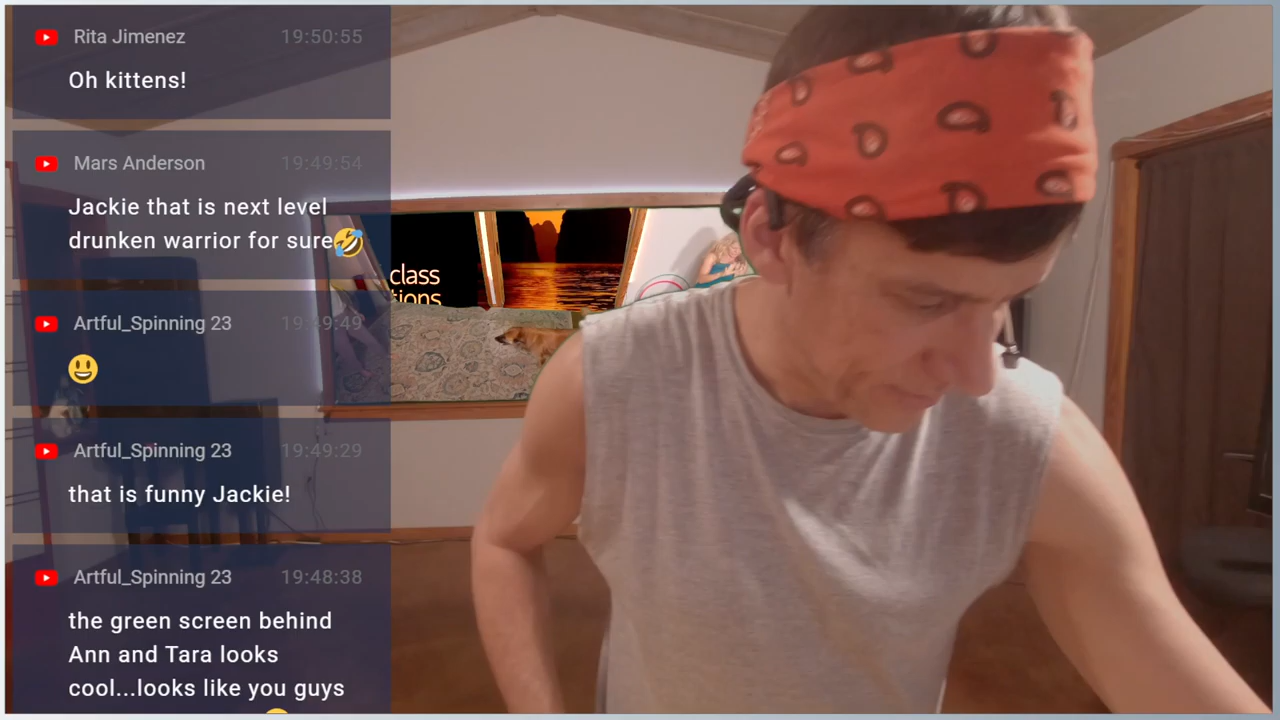 Rita Jimenez 19:50:55
Oh kittens!
Mars Anderson 19:49:54
Jackie that is next level
drunken warrior for sure🤣
Artful_Spinning 23 19:49:49
😃
Artful_Spinning 23 19:49:29
that is funny Jackie!
Artful_Spinning 23 19:48:38
the green screen behind
Ann and Tara looks
cool...looks like you guys
class
tions